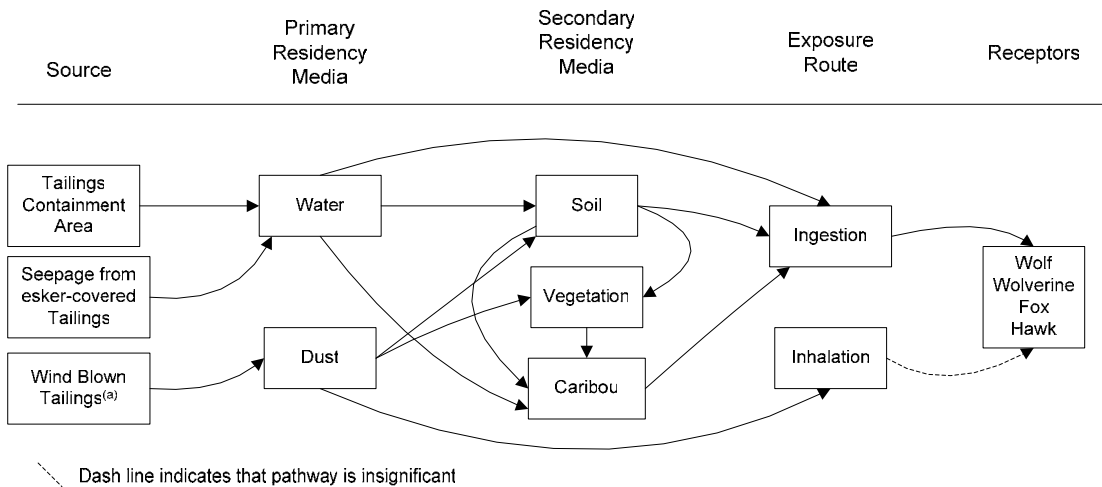 Source
Primary
Residency
Media
Secondary
Residency
Media
Exposure
Route
Receptors
Tailings
Containment
Area
Seepage from
esker-covered
Tailings
Wind Blown
Tailings(a)
Water
Dust
Soil
Vegetation
Caribou
Ingestion
Inhalation
Wolf
Wolverine
Fox
Hawk
Dash line indicates that pathway is insignificant